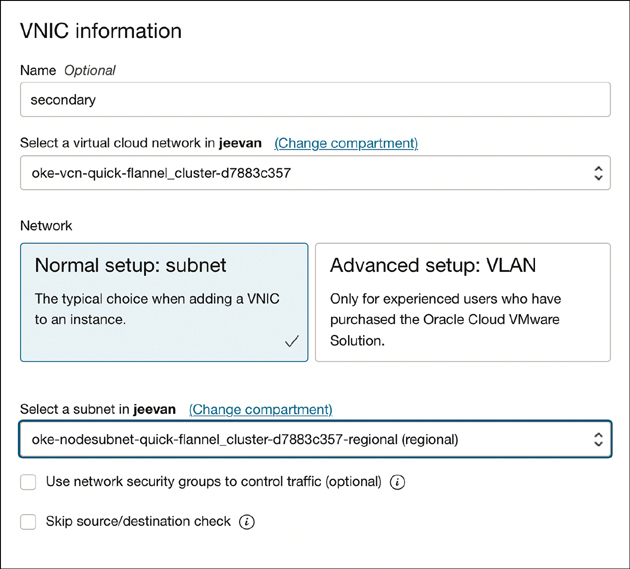 VNIC information
Name Optional
secondary
Select a virtual cloud network in jeevan (Change compartment)
oke-vcn-quick-flannel_cluster-d7883c357
Network
Normal setup: subnet
The typical choice when adding a VNIC
to an instance.
Advanced setup: VLAN
Only for experienced users who have
purchased the Oracle Cloud VMware
Solution.
Select a subnet in jeevan (Change compartment)
oke-nodesubnet-quick-flannel_cluster-d7883c357-regional (regional)
Use network security groups to control traffic (optional) i
Skip source/destination check i